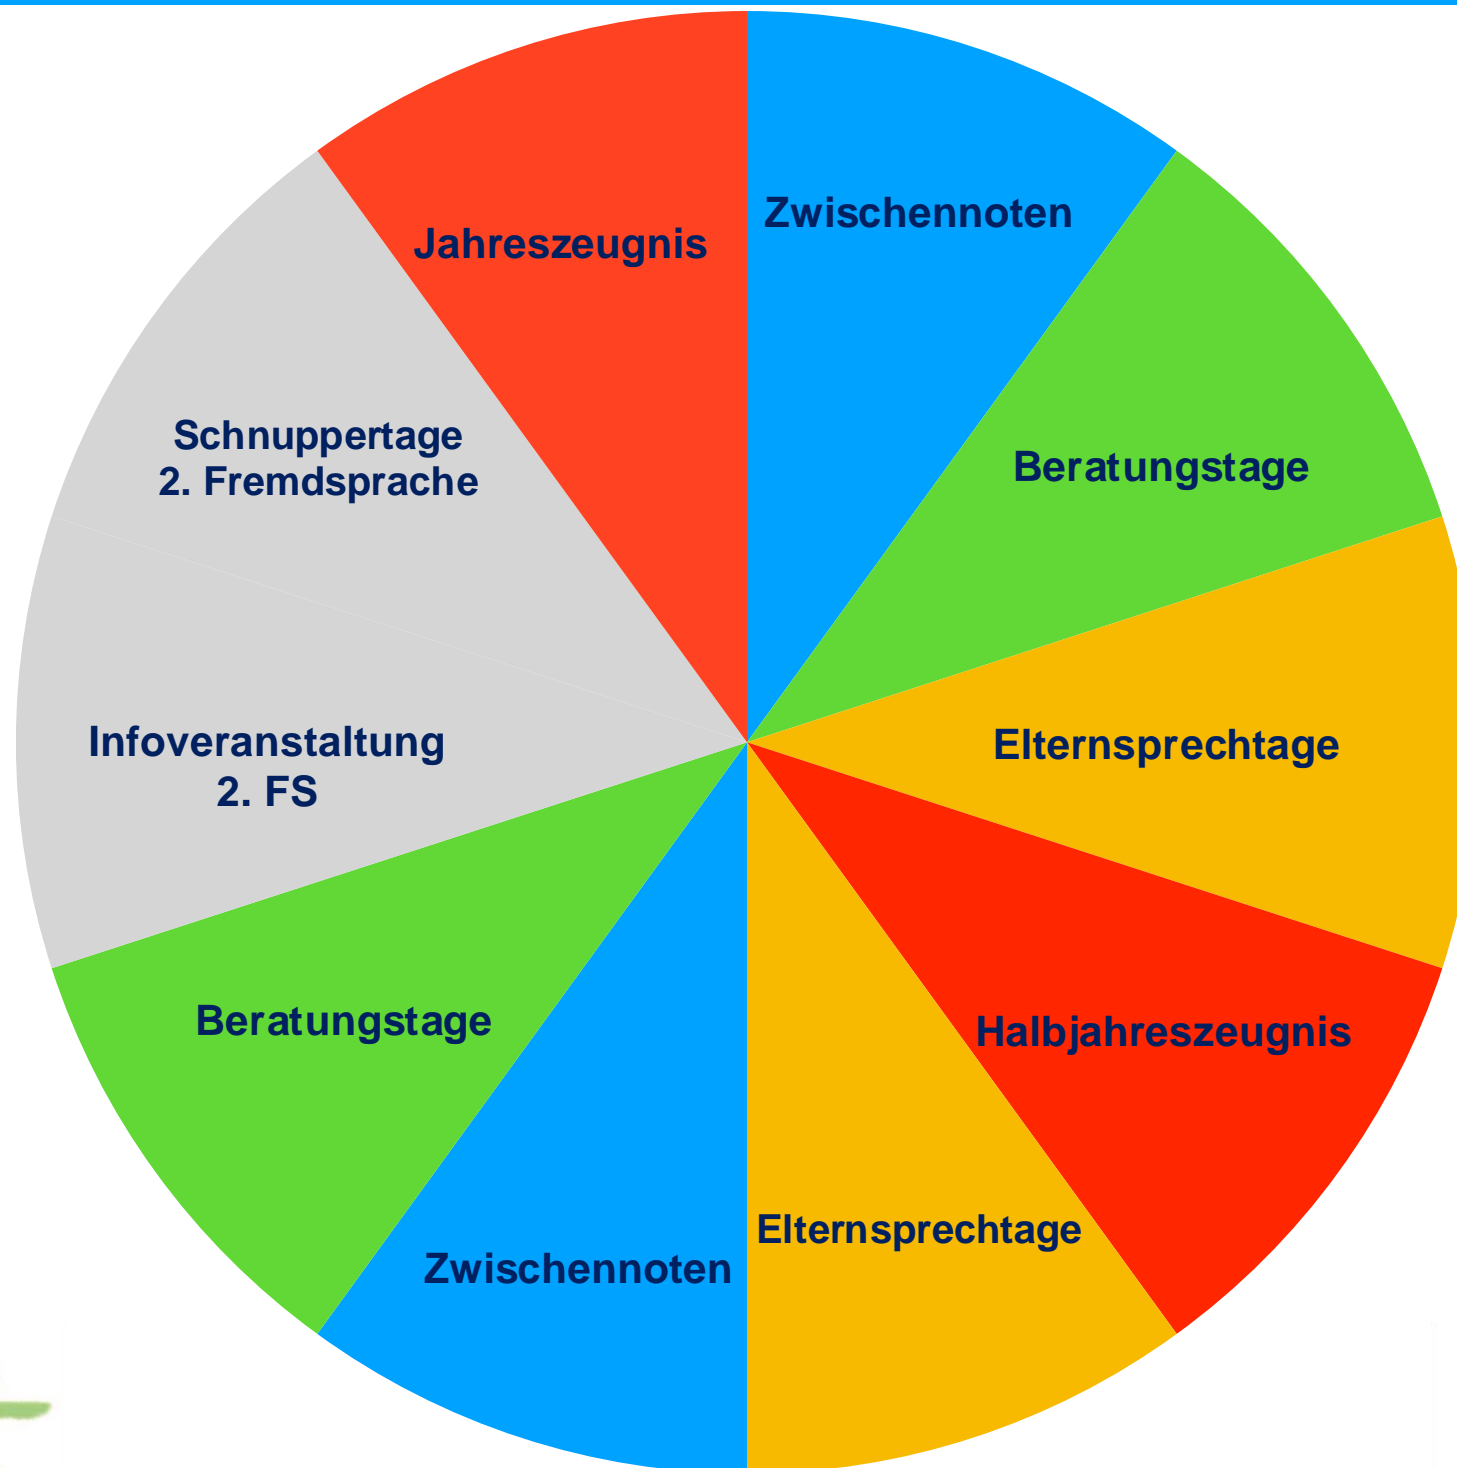 Jahreszeugnis
Zwischennoten
Schnuppertage
2. Fremdsprache
Beratungstage
Infoveranstaltung
2. FS
Elternsprechtage
Beratungstage
Halbjahreszeugnis
Zwischennoten
Elternsprechtage